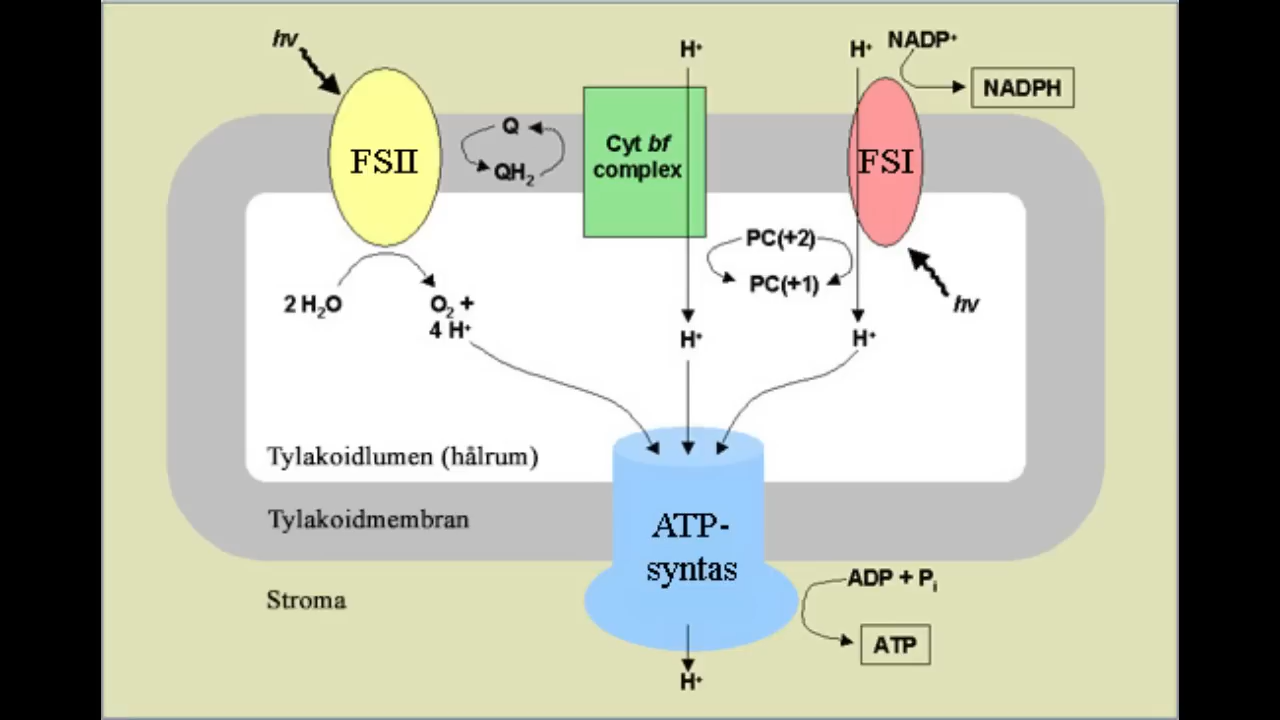 hv
H⁺
H⁺
NADP⁺
NADPH
FSII
Q
QH₂
Cyt bf
complex
FSI
PC(+2)
PC(+1)
2 H₂O
O₂ +
4 H⁺
hv
H⁺
H⁺
Tylakoidlumen (hålrum)
Tylakoidmembran
ATP-
syntas
Stroma
ADP + Pᵢ
ATP
H⁺